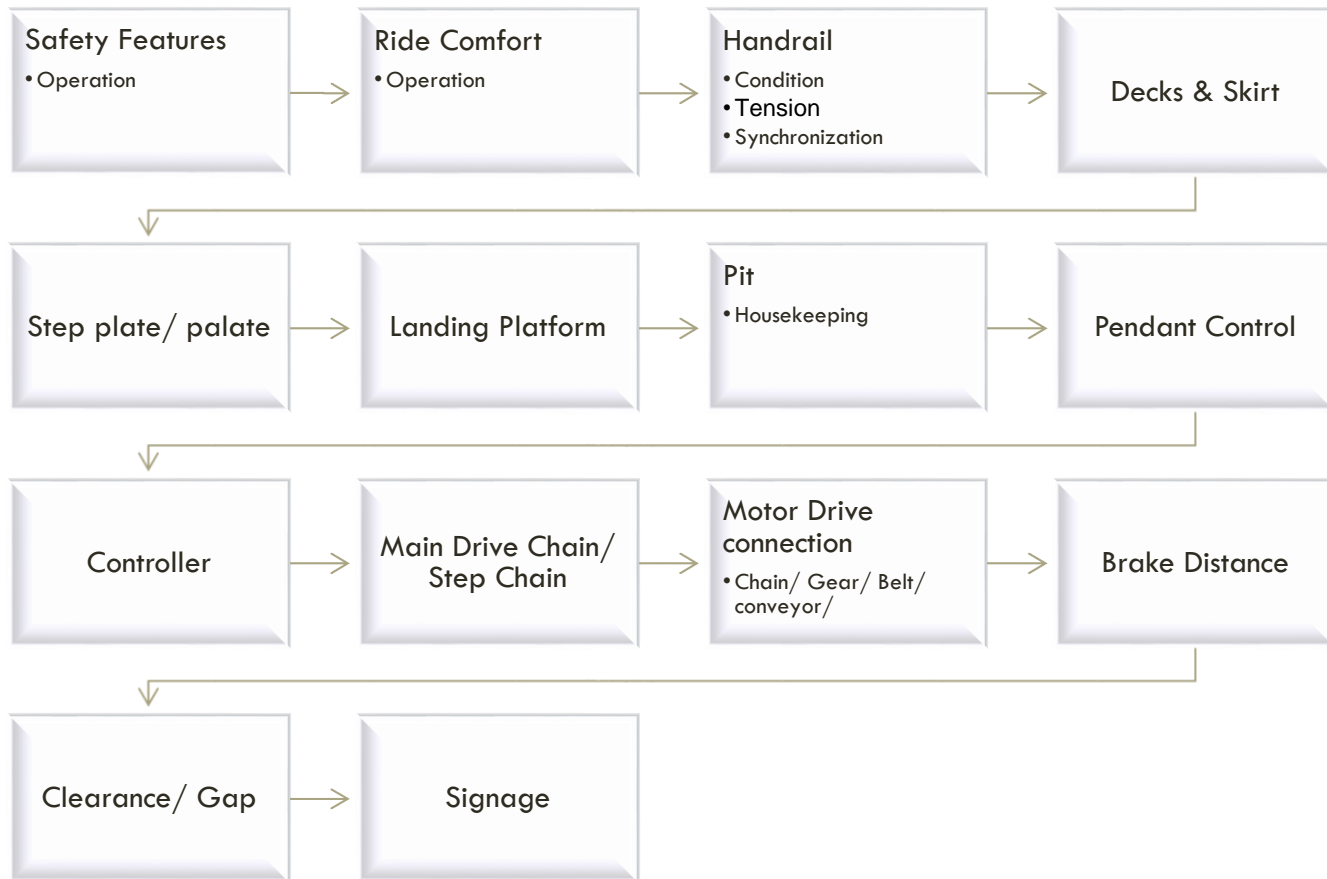 Safety Features
• Operation
Ride Comfort
• Operation
Handrail
• Condition
• Tension
• Synchronization
Decks & Skirt
Step plate/ palate
Landing Platform
Pit
• Housekeeping
Pendant Control
Controller
Main Drive Chain/
Step Chain
Motor Drive
connection
• Chain/ Gear/ Belt/
conveyor/
Brake Distance
Clearance/ Gap
Signage